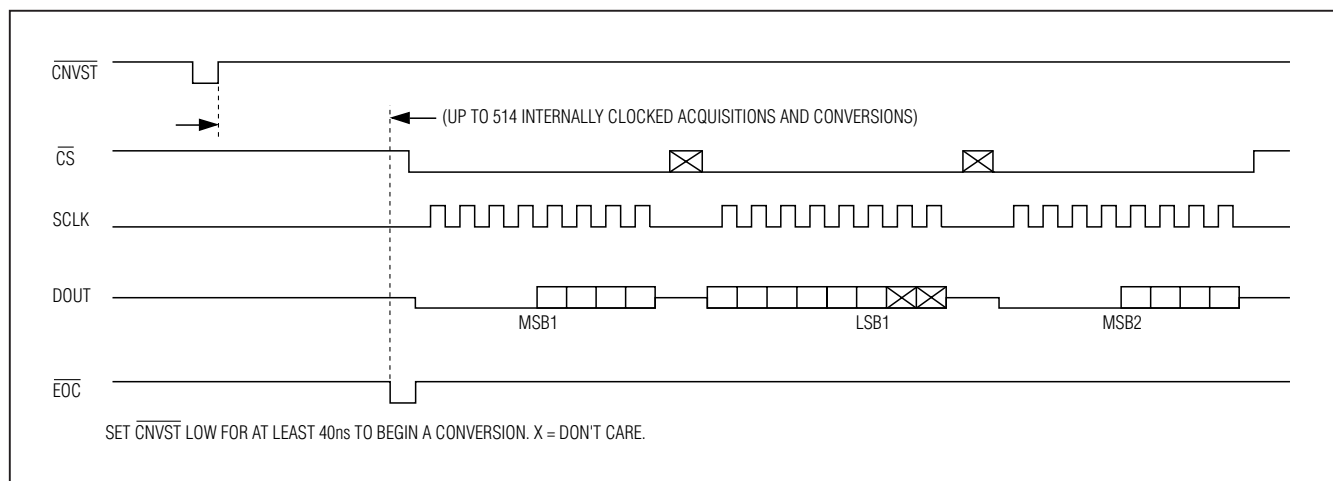 CNVST
(UP TO 514 INTERNALLY CLOCKED ACQUISITIONS AND CONVERSIONS)
CS
SCLK
DOUT
MSB1
LSB1
MSB2
EOC
SET CNVST LOW FOR AT LEAST 40ns TO BEGIN A CONVERSION. X = DON'T CARE.